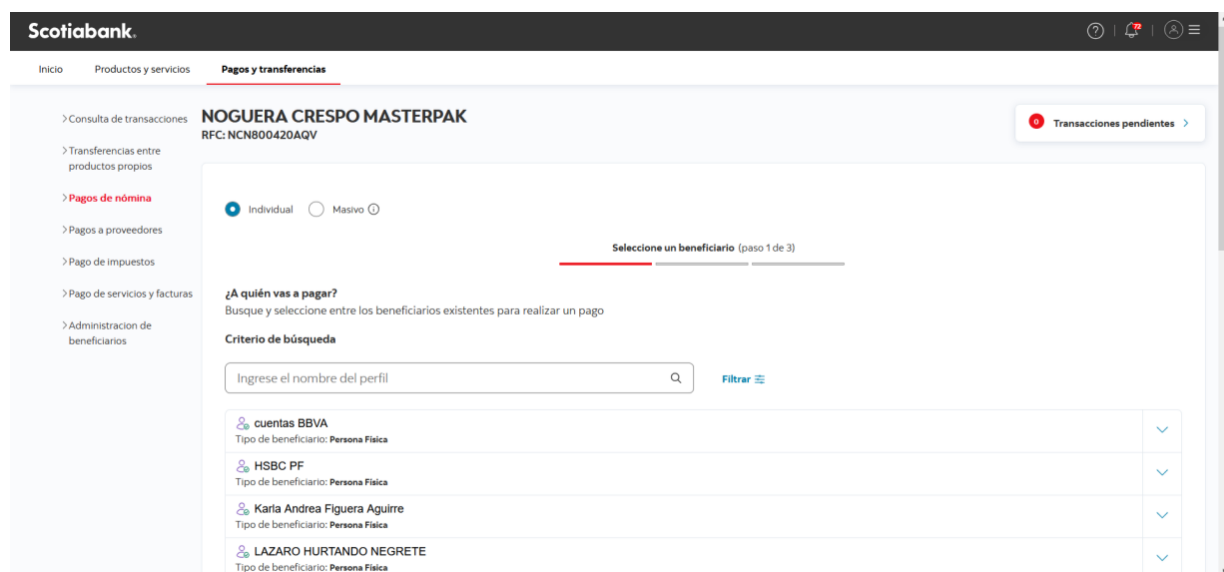 Scotiabank.
72
Inicio Productos y servicios Pagos y transferencias
Consulta de transacciones
Transferencias entre
productos propios
Pagos de nómina
Pagos a proveedores
Pago de impuestos
Pago de servicios y facturas
Administracion de
beneficiarios
NOGUERA CRESPO MASTERPAK
RFC: NCN800420AQV
0 Transacciones pendientes
Individual Masivo
Seleccione un beneficiario (paso 1 de 3)
¿A quién vas a pagar?
Busque y seleccione entre los beneficiarios existentes para realizar un pago
Criterio de búsqueda
Ingrese el nombre del perfil
Filtrar
cuentas BBVA
Tipo de beneficiario: Persona Física
HSBC PF
Tipo de beneficiario: Persona Física
Karla Andrea Figuera Aguirre
Tipo de beneficiario: Persona Física
LAZARO HURTANDO NEGRETE
Tipo de beneficiario: Persona Física